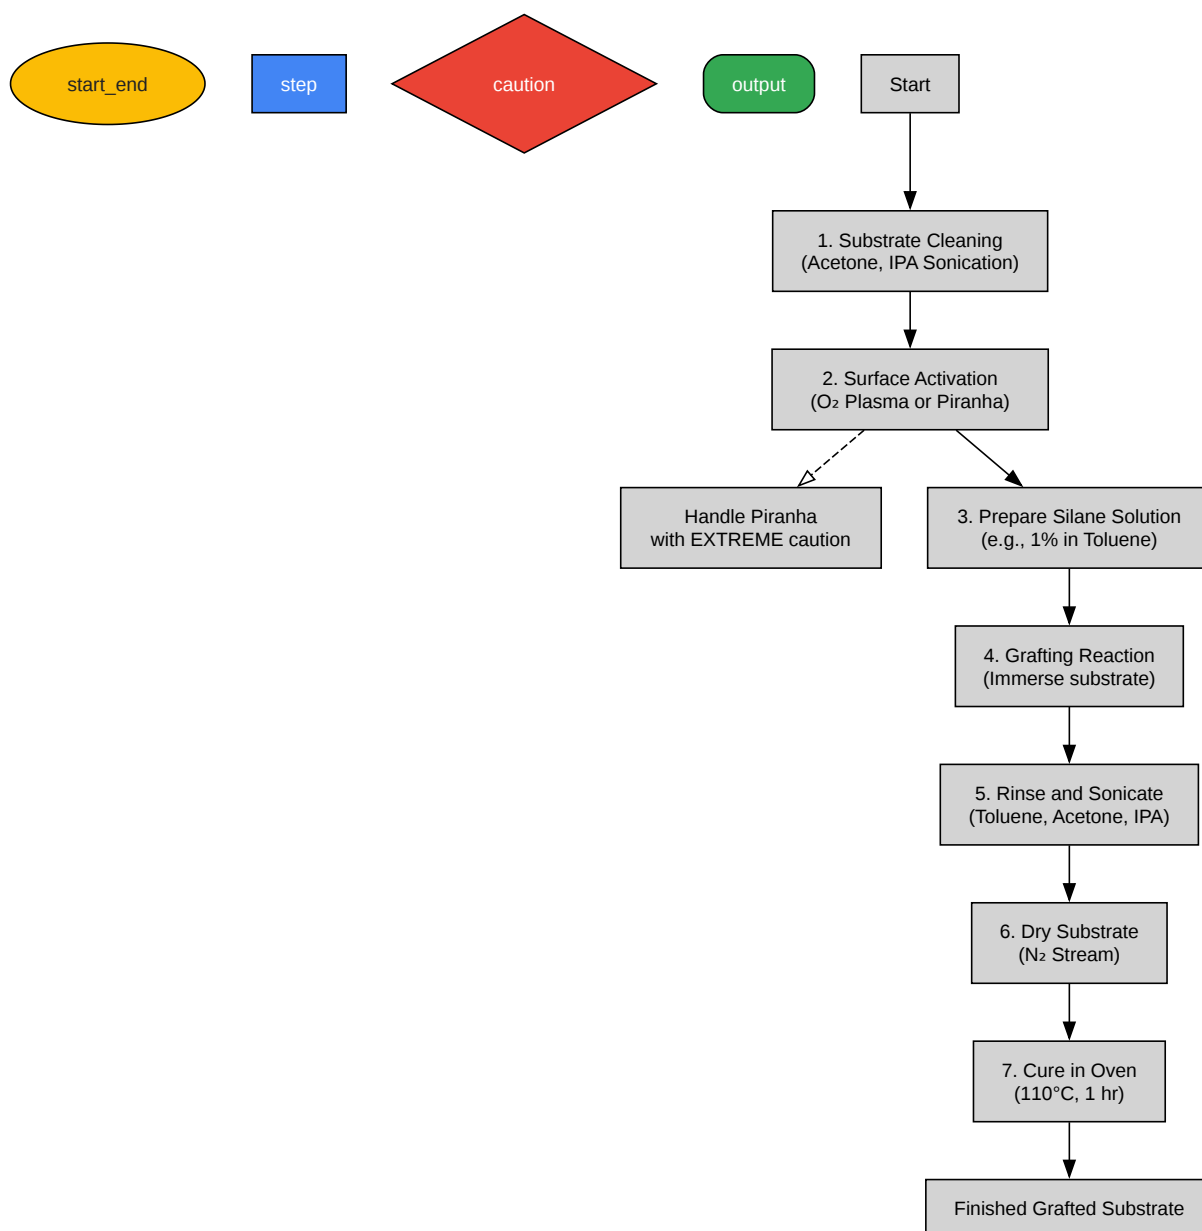 start_end
step
caution
output
Start
1. Substrate Cleaning
(Acetone, IPA Sonication)
2. Surface Activation
(O₂ Plasma or Piranha)
Handle Piranha
with EXTREME caution
3. Prepare Silane Solution
(e.g., 1% in Toluene)
4. Grafting Reaction
(Immerse substrate)
5. Rinse and Sonicate
(Toluene, Acetone, IPA)
6. Dry Substrate
(N₂ Stream)
7. Cure in Oven
(110°C, 1 hr)
Finished Grafted Substrate